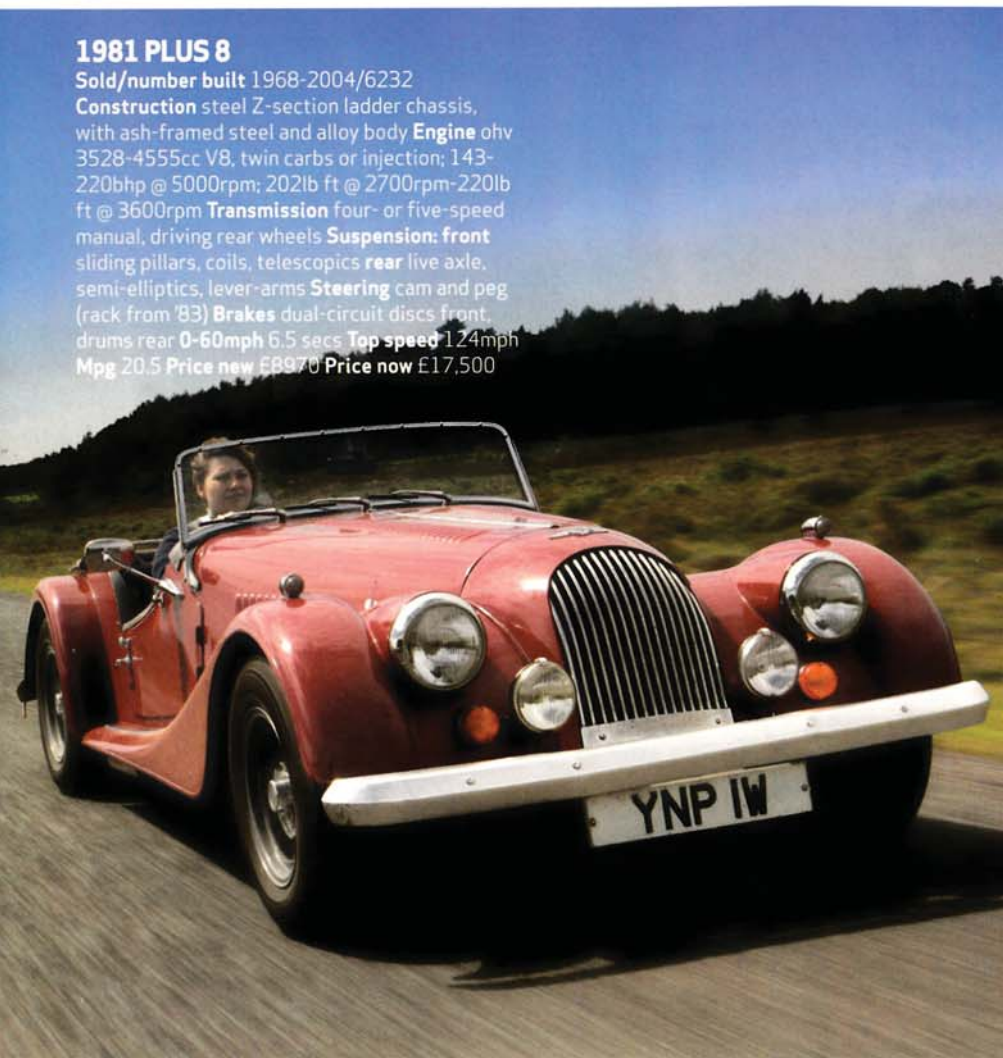 1981 PLUS 8
Sold/number built 1968-2004/6232
Construction steel Z-section ladder chassis,
with ash-framed steel and alloy body Engine ohv
3528-4555cc V8, twin carbs or injection; 143-
220bhp @ 5000rpm; 202lb ft @ 2700rpm-220lb
ft @ 3600rpm Transmission four- or five-speed
manual, driving rear wheels Suspension: front
sliding pillars, coils, telescopics rear live axle,
semi-elliptics, lever-arms Steering cam and peg
(rack from '83) Brakes dual-circuit discs front,
drums rear 0-60mph 6.5 secs Top speed 124mph
Mpg 20.5 Price new £8970 Price now £17,500
YNP 1W